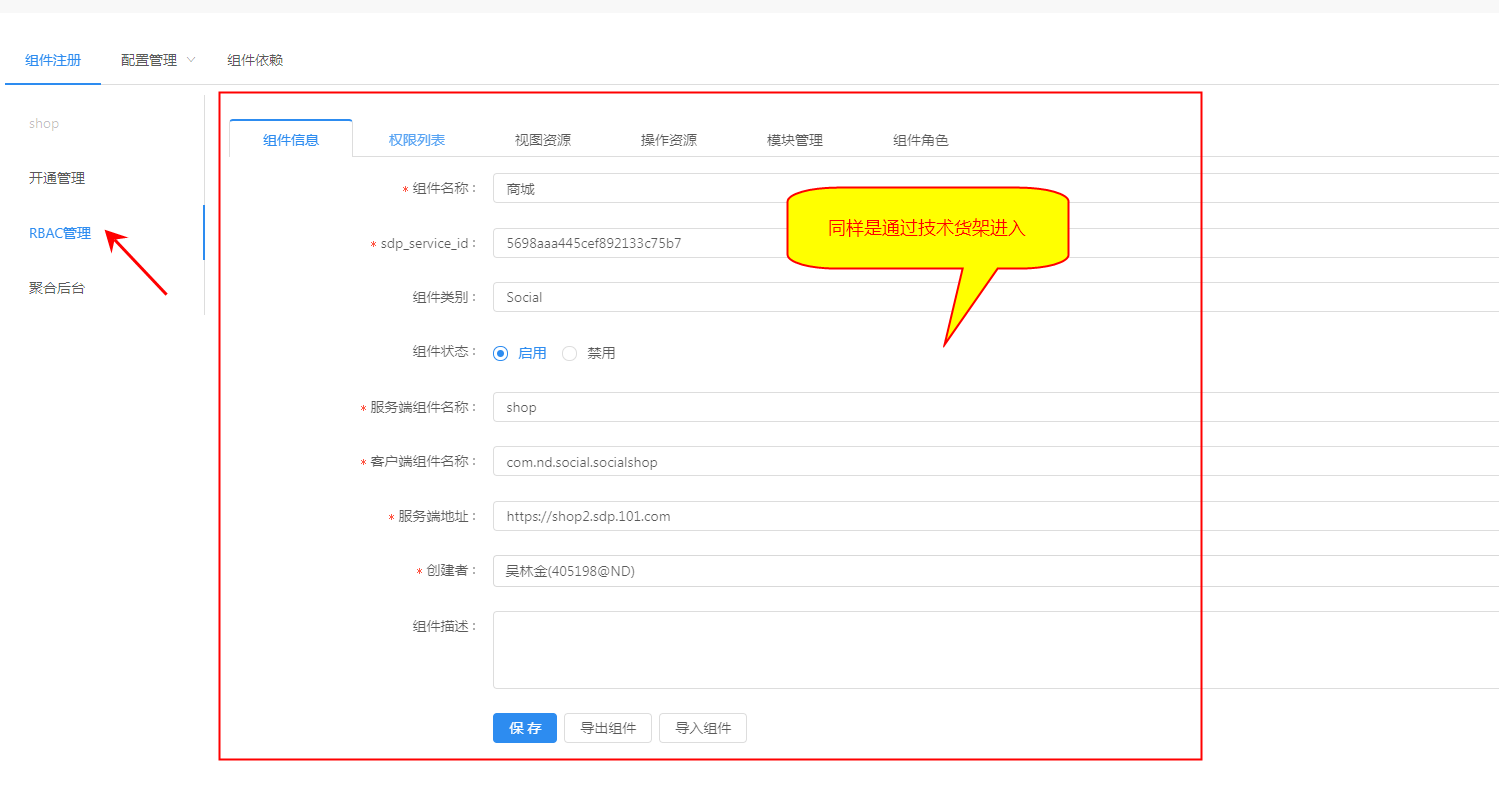 组件注册 配置管理 组件依赖
shop
开通管理
RBAC管理
聚合后台
组件信息 权限列表 视图资源 操作资源 模块管理 组件角色
* 组件名称： 商城
* sdp_service_id： 5698aaa445cef892133c75b7
组件类别： Social
组件状态： 启用 禁用
* 服务端组件名称： shop
* 客户端组件名称： com.nd.social.socialshop
* 服务端地址： https://shop2.sdp.101.com
* 创建者： 吴林金(405198@ND)
组件描述：
保 存 导出组件 导入组件
同样是通过技术货架进入